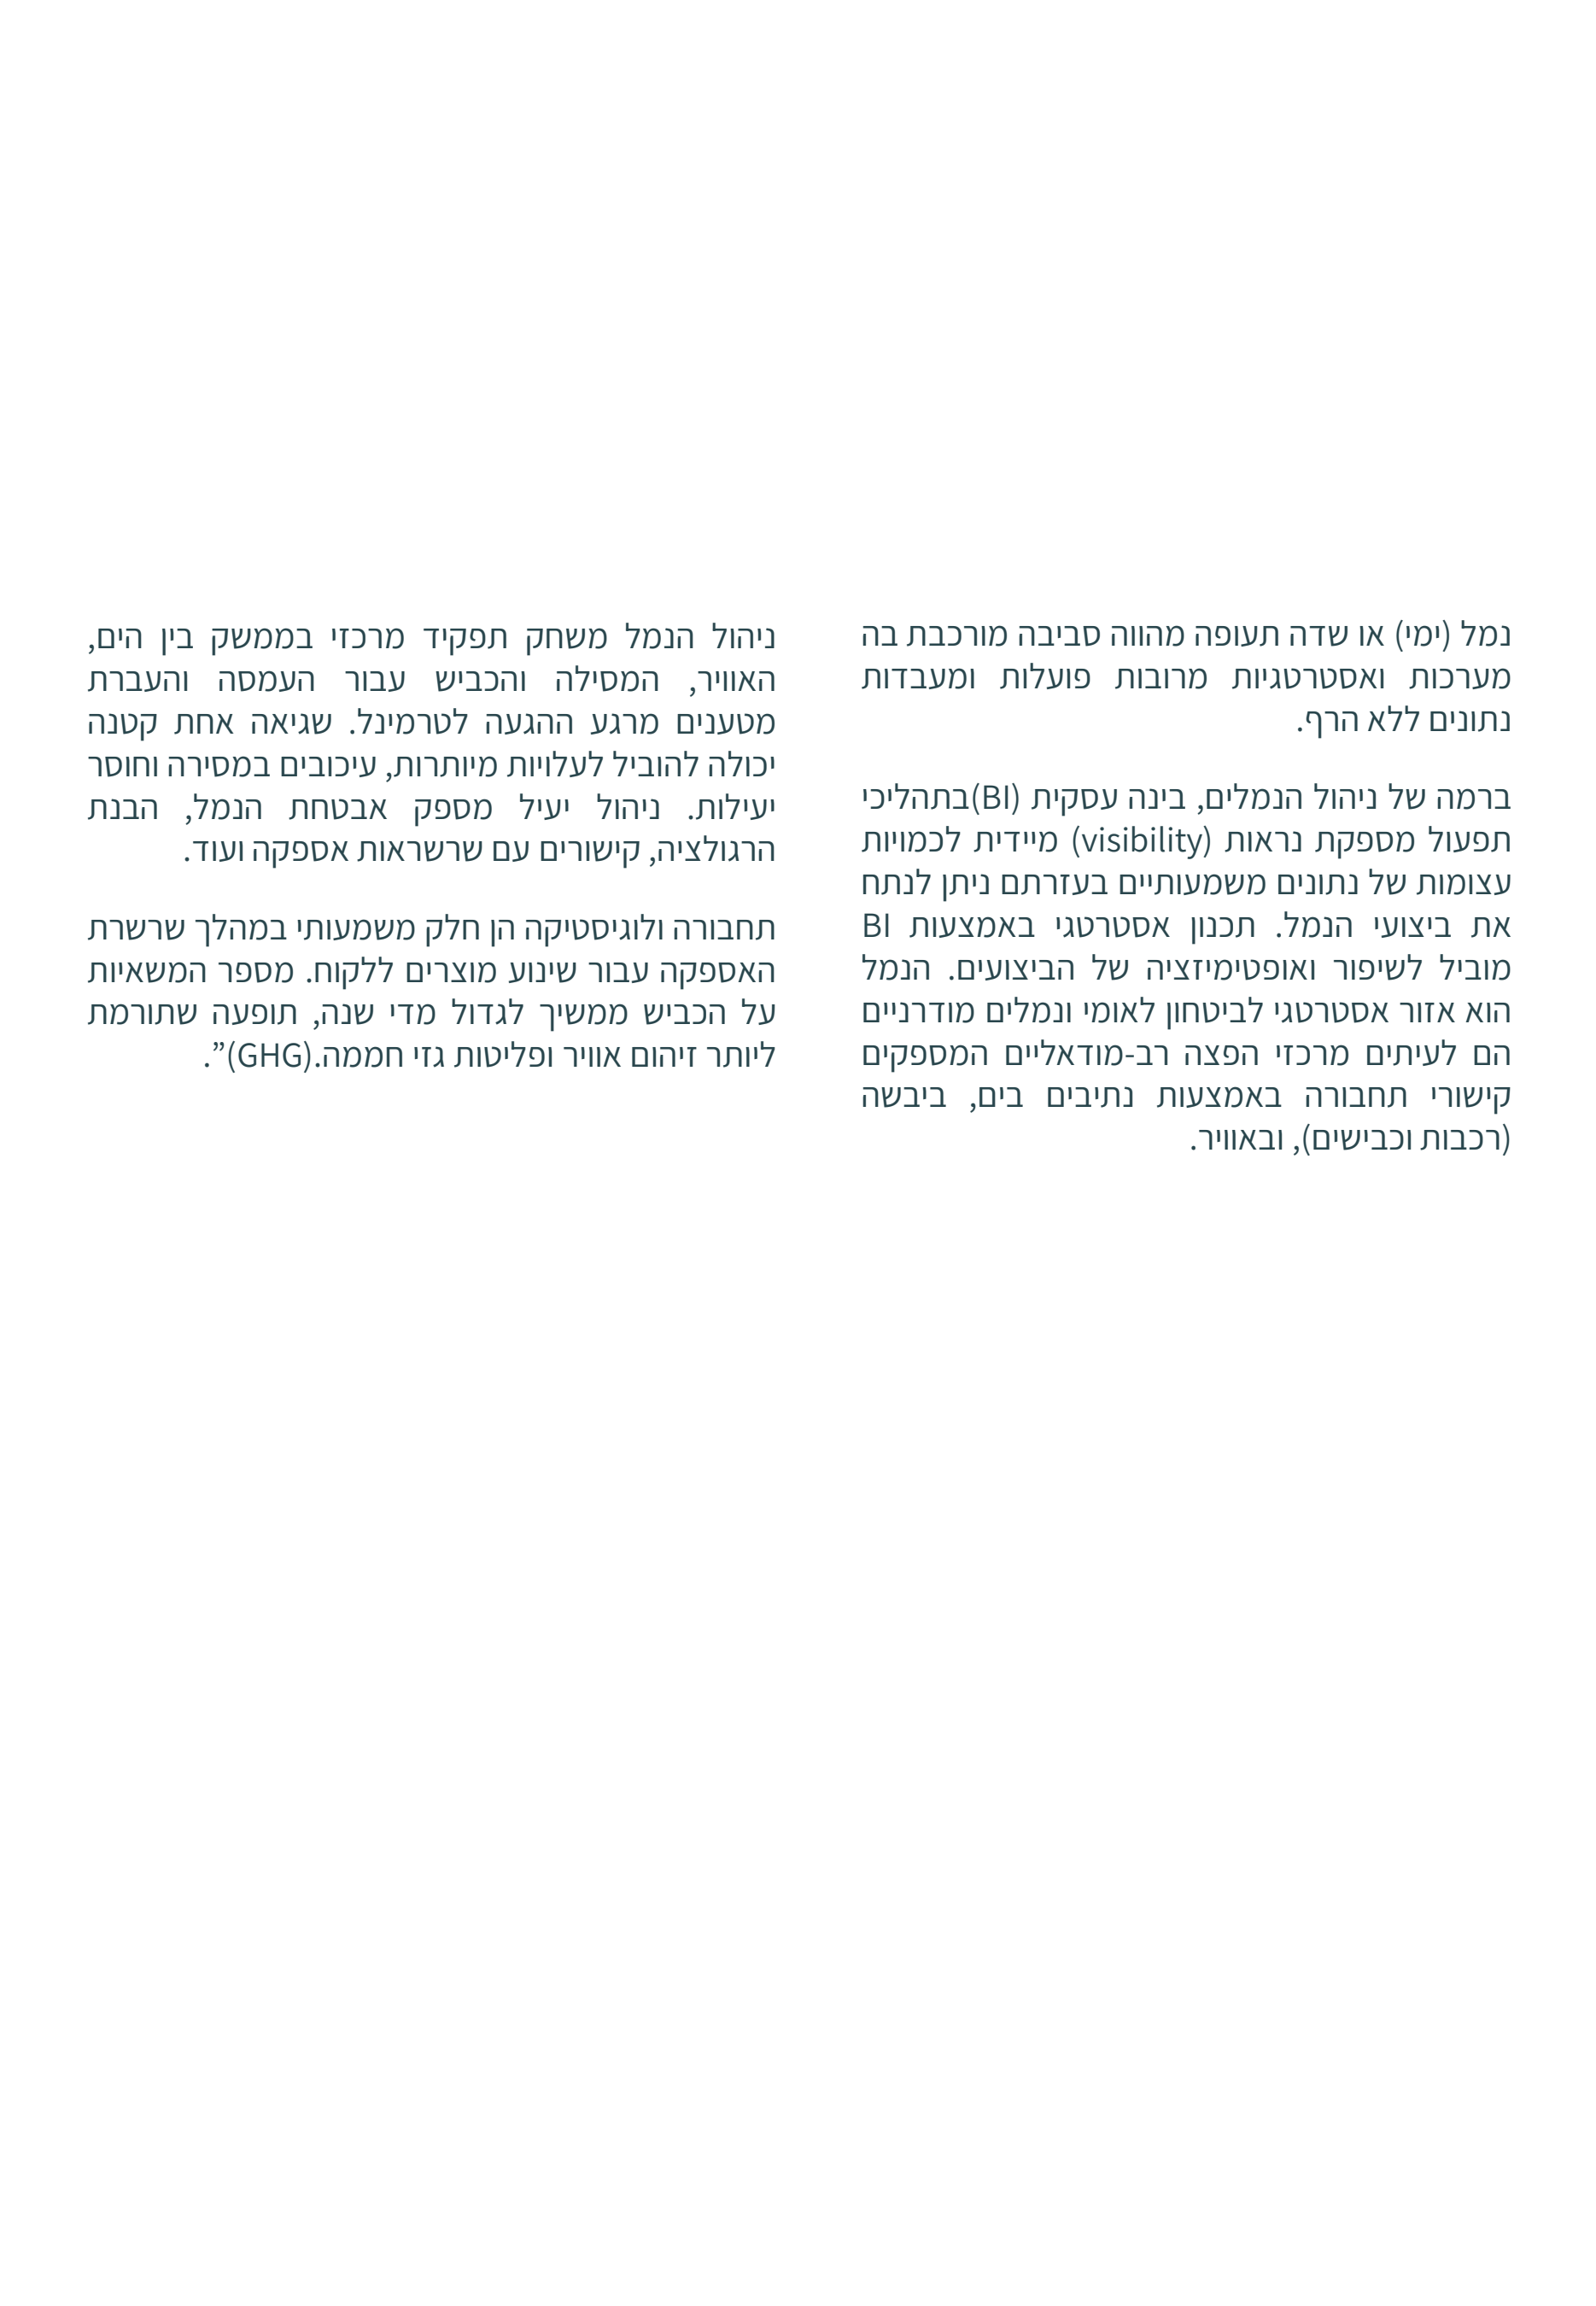 נמל (ימי) או שדה תעופה מהווה סביבה מורכבת בה
מערכות ואסטרטגיות מרובות פועלות ומעבדות
נתונים ללא הרף.
ברמה של ניהול הנמלים, בינה עסקית (BI)בתהליכי
תפעול מספקת נראות (visibility) מיידית לכמויות
עצומות של נתונים משמעותיים בעזרתם ניתן לנתח
את ביצועי הנמל. תכנון אסטרטגי באמצעות BI
מוביל לשיפור ואופטימיזציה של הביצועים. הנמל
הוא אזור אסטרטגי לביטחון לאומי ונמלים מודרניים
הם לעיתים מרכזי הפצה רב-מודאליים המספקים
קישורי תחבורה באמצעות נתיבים בים, ביבשה
(רכבות וכבישים), ובאוויר.
ניהול הנמל משחק תפקיד מרכזי בממשק בין הים,
האוויר, המסילה והכביש עבור העמסה והעברת
מטענים מרגע ההגעה לטרמינל. שגיאה אחת קטנה
יכולה להוביל לעלויות מיותרות, עיכובים במסירה וחוסר
יעילות. ניהול יעיל מספק אבטחת הנמל, הבנת
הרגולציה, קישורים עם שרשראות אספקה ועוד.
תחבורה ולוגיסטיקה הן חלק משמעותי במהלך שרשרת
האספקה עבור שינוע מוצרים ללקוח. מספר המשאיות
על הכביש ממשיך לגדול מדי שנה, תופעה שתורמת
ליותר זיהום אוויר ופליטות גזי חממה.(GHG)”.